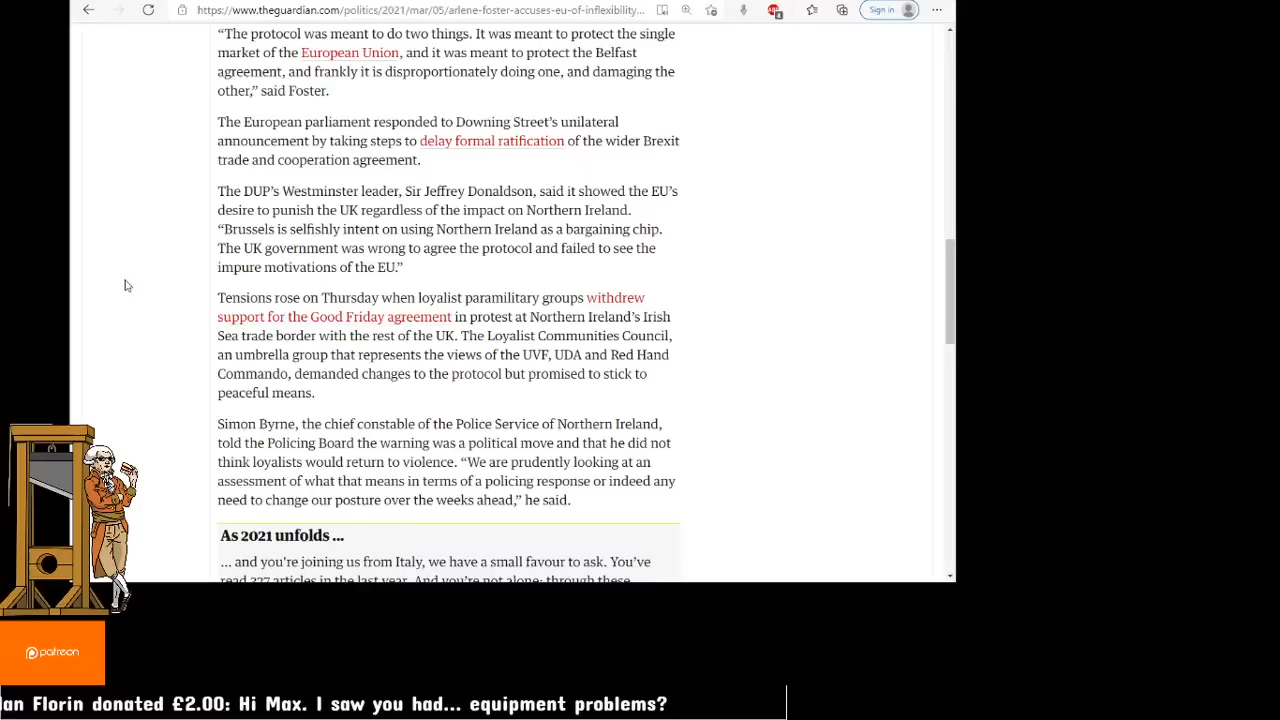 https://www.theguardian.com/politics/2021/mar/05/arlene-foster-accuses-eu-of-inflexibility...
Sign in
“The protocol was meant to do two things. It was meant to protect the single
market of the European Union, and it was meant to protect the Belfast
agreement, and frankly it is disproportionately doing one, and damaging the
other,” said Foster.
The European parliament responded to Downing Street’s unilateral
announcement by taking steps to delay formal ratification of the wider Brexit
trade and cooperation agreement.
The DUP’s Westminster leader, Sir Jeffrey Donaldson, said it showed the EU’s
desire to punish the UK regardless of the impact on Northern Ireland.
“Brussels is selfishly intent on using Northern Ireland as a bargaining chip.
The UK government was wrong to agree the protocol and failed to see the
impure motivations of the EU.”
Tensions rose on Thursday when loyalist paramilitary groups withdrew
support for the Good Friday agreement in protest at Northern Ireland’s Irish
Sea trade border with the rest of the UK. The Loyalist Communities Council,
an umbrella group that represents the views of the UVF, UDA and Red Hand
Commando, demanded changes to the protocol but promised to stick to
peaceful means.
Simon Byrne, the chief constable of the Police Service of Northern Ireland,
told the Policing Board the warning was a political move and that he did not
think loyalists would return to violence. “We are prudently looking at an
assessment of what that means in terms of a policing response or indeed any
need to change our posture over the weeks ahead,” he said.
As 2021 unfolds ...
... and you're joining us from Italy, we have a small favour to ask. You’ve
read 327 articles in the last year. And you’re not alone; through these
patreon
Ian Florin donated £2.00: Hi Max. I saw you had... equipment problems?